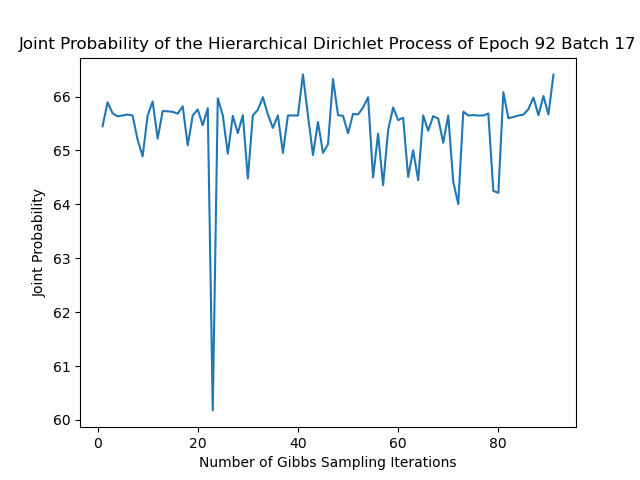 Joint Probability of the Hierarchical Dirichlet Process of Epoch 92 Batch 17
66
65
64
63
62
61
60
Joint Probability
0 20 40 60 80
Number of Gibbs Sampling Iterations